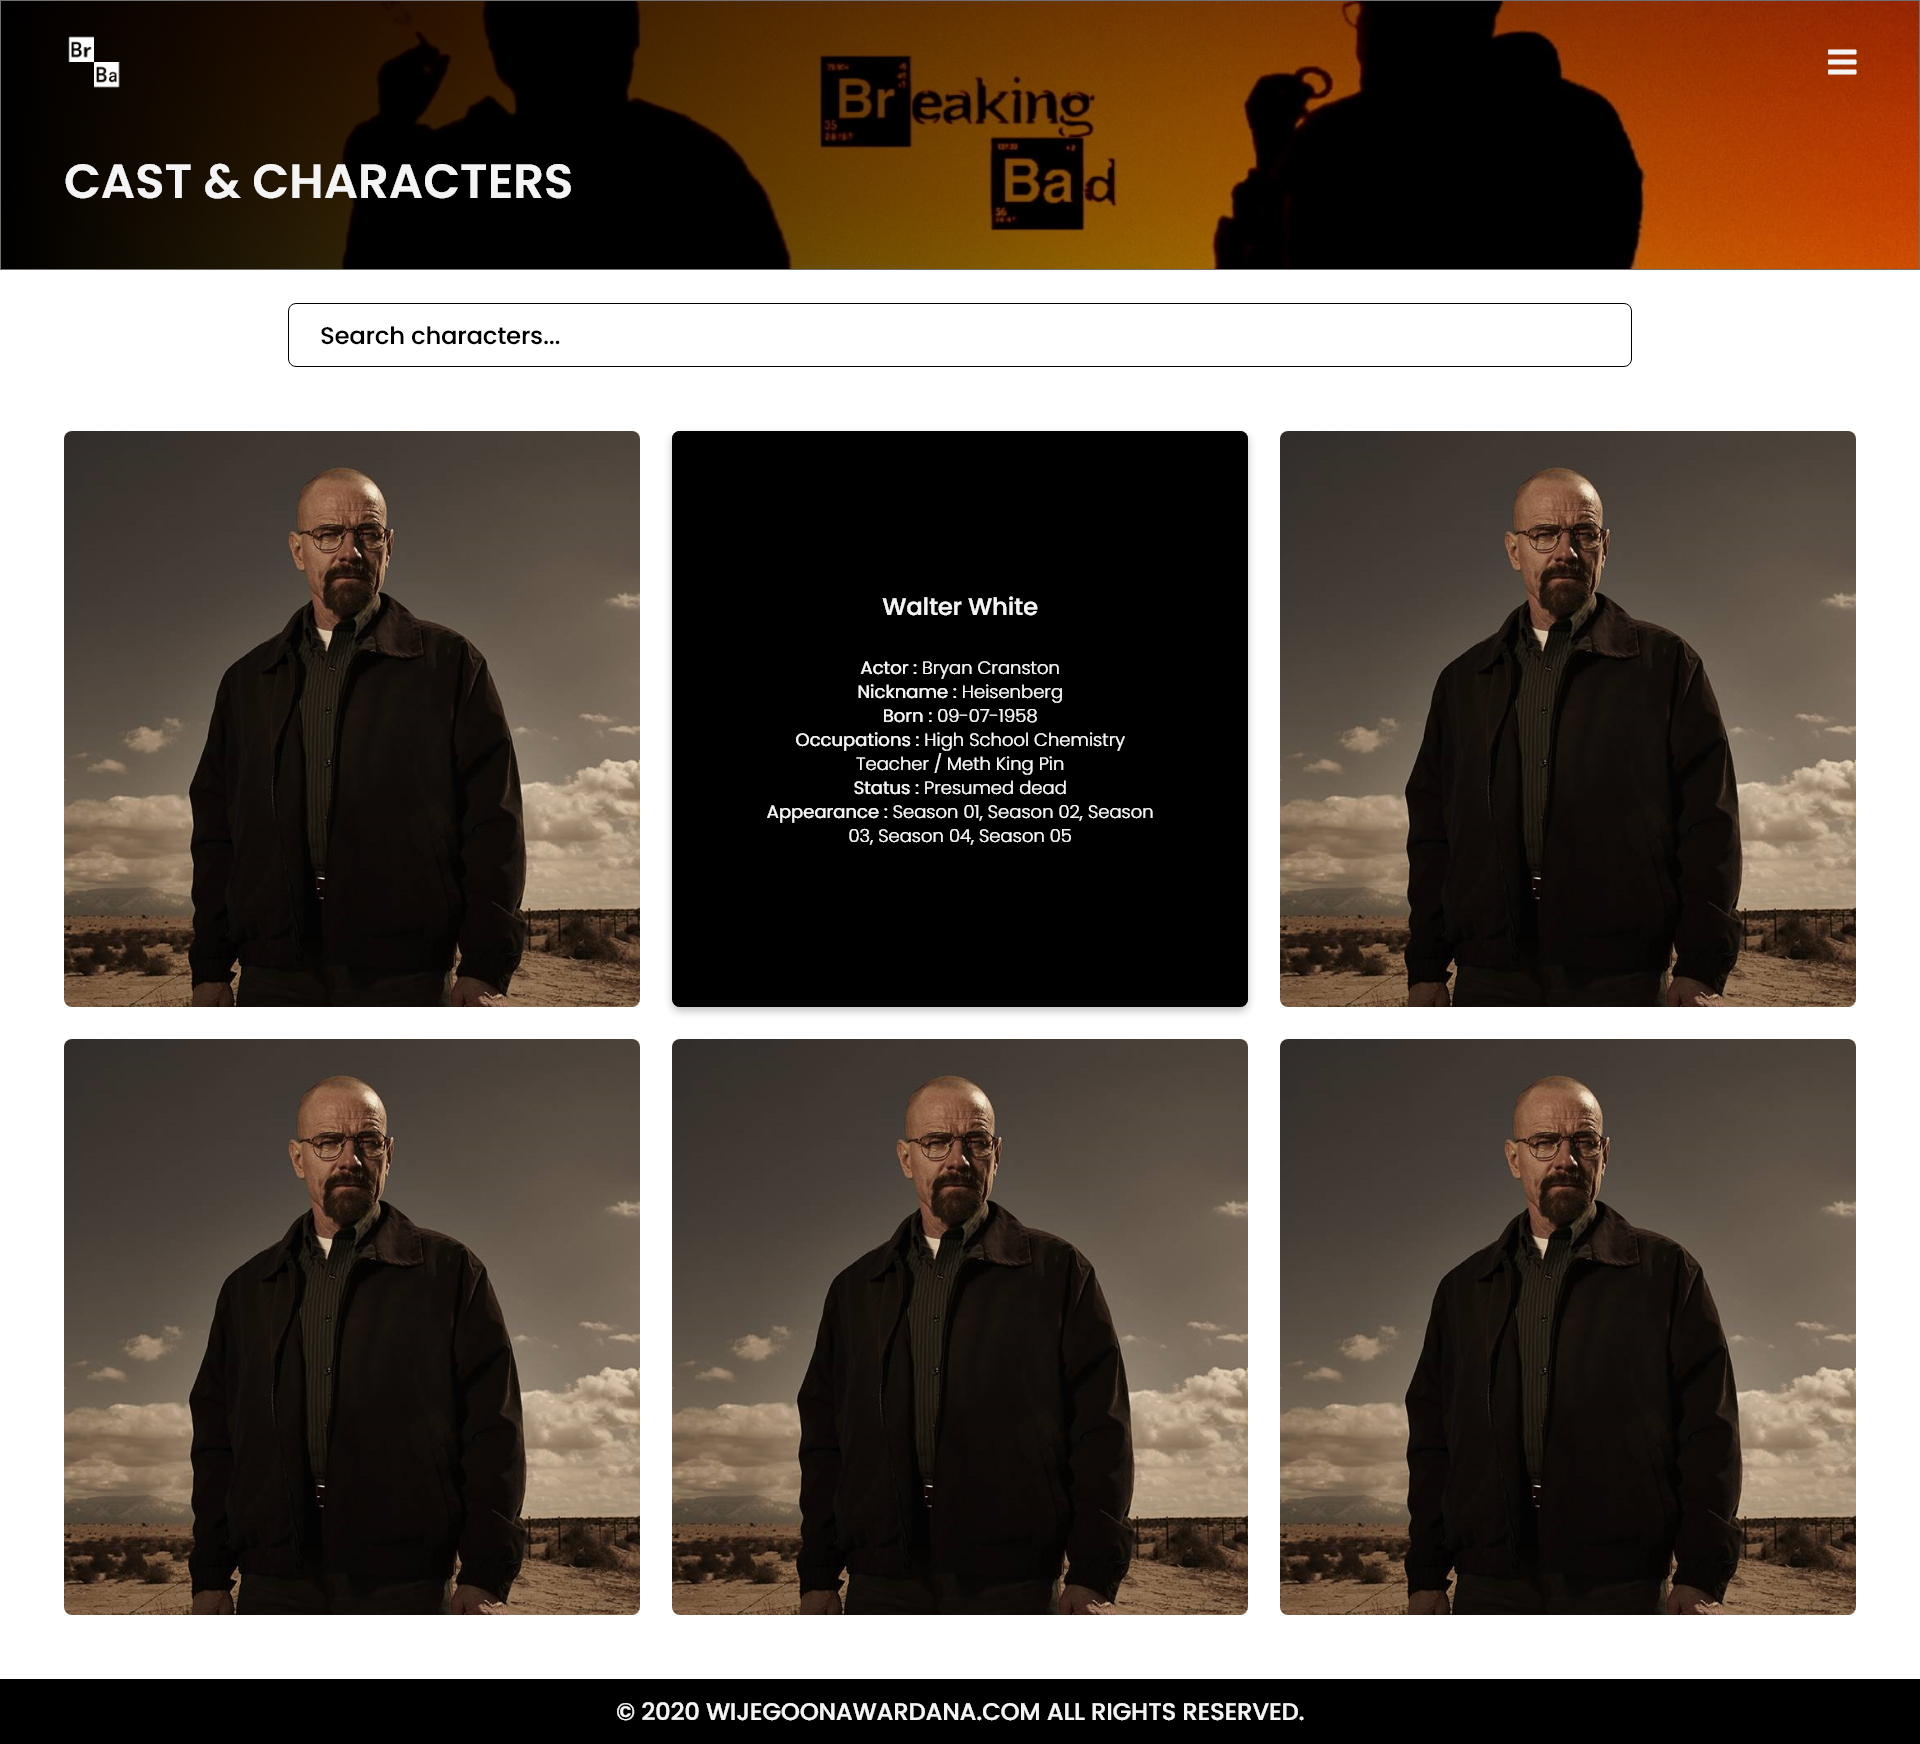 Br
Ba
Breaking
Bad
CAST & CHARACTERS
Search characters...
Walter White
Actor : Bryan Cranston
Nickname : Heisenberg
Born : 09-07-1958
Occupations : High School Chemistry
Teacher / Meth King Pin
Status : Presumed dead
Appearance : Season 01, Season 02, Season
03, Season 04, Season 05
© 2020 WIJEGOONAWARDANA.COM ALL RIGHTS RESERVED.